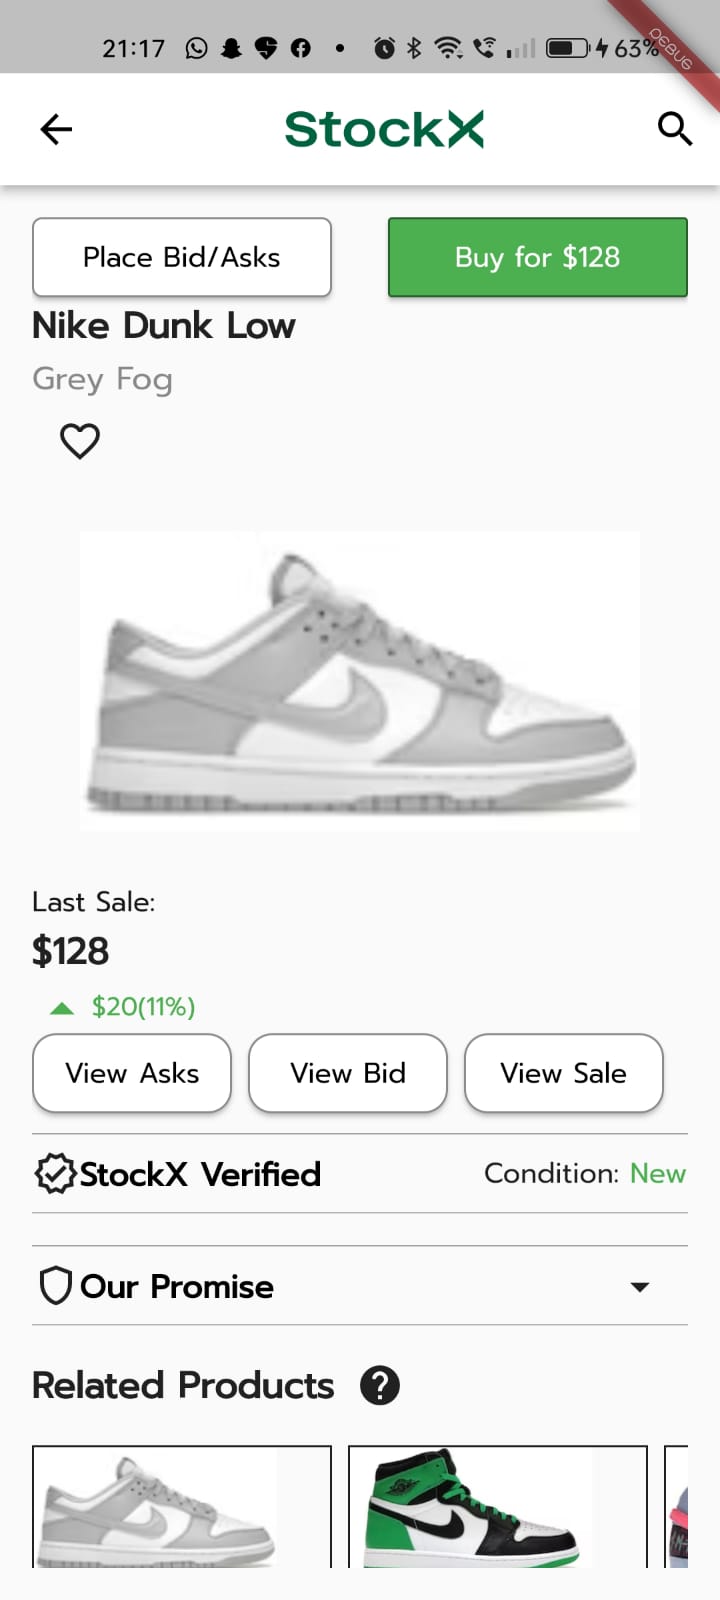 21:17 63%
DEBUG
StockX
Place Bid/Asks Buy for $128
Nike Dunk Low
Grey Fog
Last Sale:
$128
$20(11%)
View Asks View Bid View Sale
StockX Verified Condition: New
Our Promise
Related Products ?